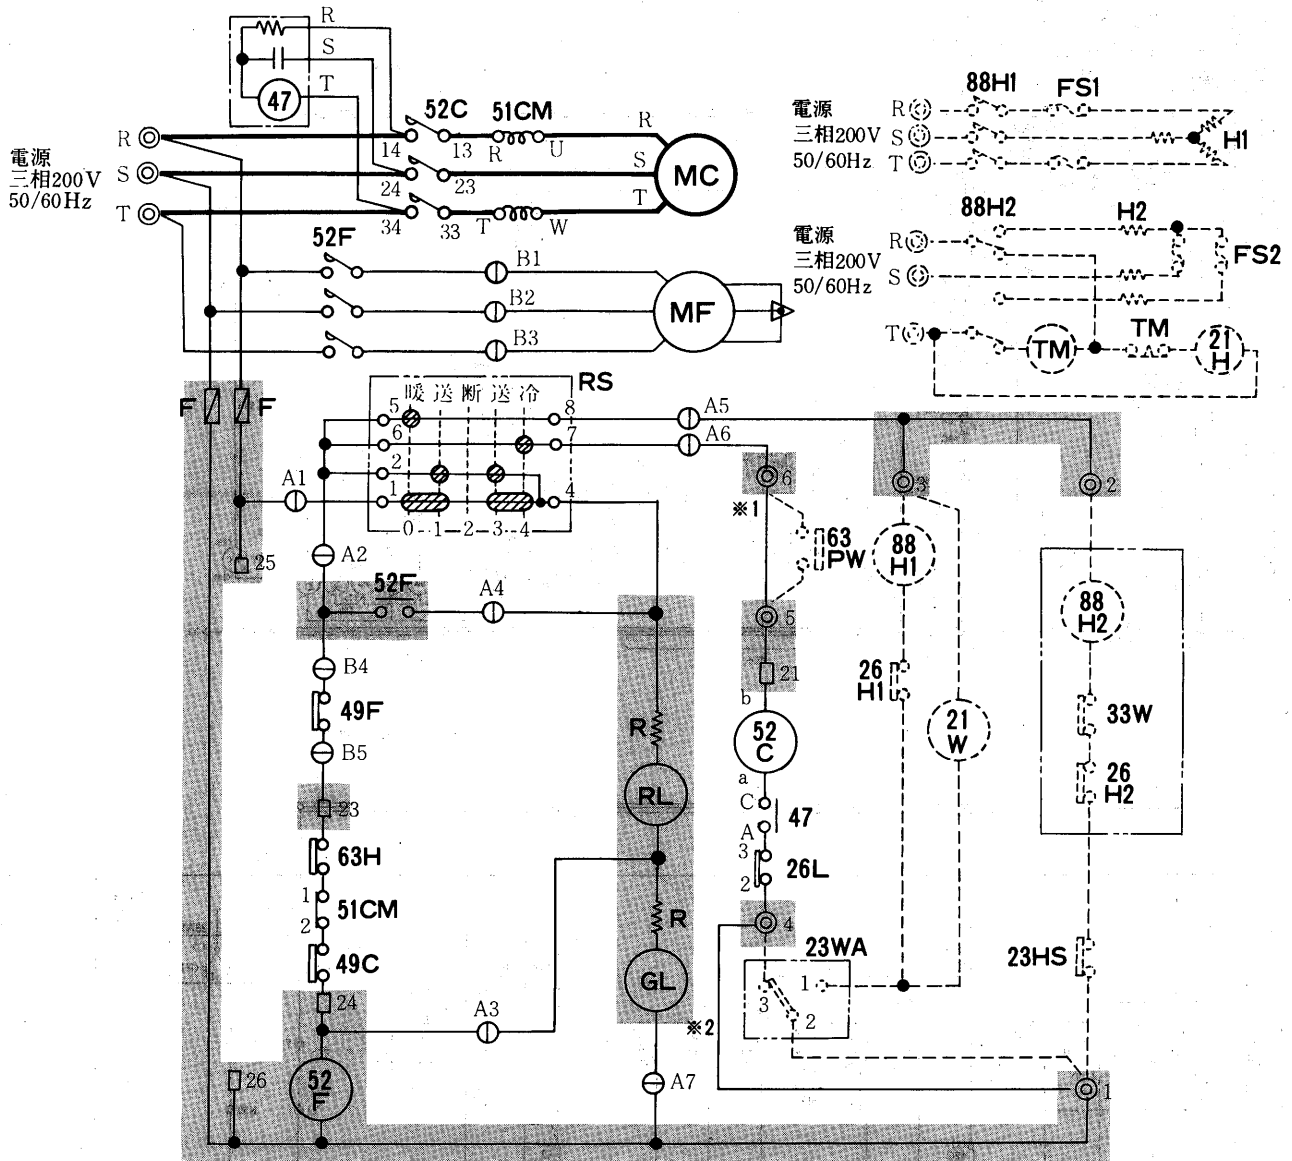 R
S
T
47
52C
51CM
R
14
13
R
U
R
電源
三相200V
S
50/60Hz
T
24
23
S
MC
34
33
T
W
T
52F
B1
B2
B3
MF
88H1
FS1
電源
三相200V
50/60Hz
R
S
T
H1
88H2
H2
電源
三相200V
50/60Hz
R
S
T
FS2
TM
TM
21
H
RS
暖 送 断 送 冷
F
F
5
8
A5
6
7
A6
2
A1
1
4
0 1 2 3 4
25
A2
52F
A4
B4
49F
B5
23
63H
1
51CM
2
49C
24
A3
26
52
F
R
RL
R
GL
※2
A7
6
※1
63
PW
5
21
b
52
C
a
C
47
A
3
26L
2
4
23WA
3
1
2
3
88
H1
26
H1
21
W
2
88
H2
33W
26
H2
23HS
1